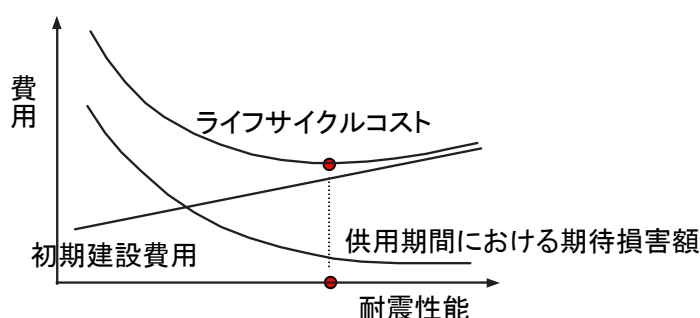 費用
ライフサイクルコスト
初期建設費用
供用期間における期待損害額
耐震性能